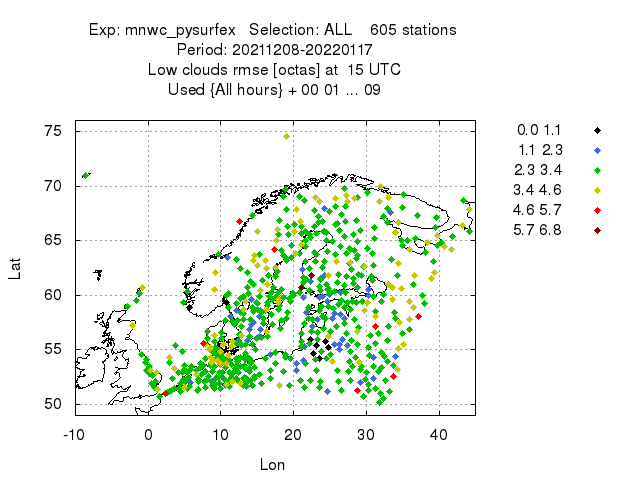 Exp: mnwc_pysurfex   Selection: ALL    605 stations
Period: 20211208-20220117
Low clouds rmse [octas] at  15 UTC
Used {All hours} + 00 01 ... 09
75
70
65
60
55
50
Lat
-10 0 10 20 30 40
Lon
0.0 1.1
1.1 2.3
2.3 3.4
3.4 4.6
4.6 5.7
5.7 6.8